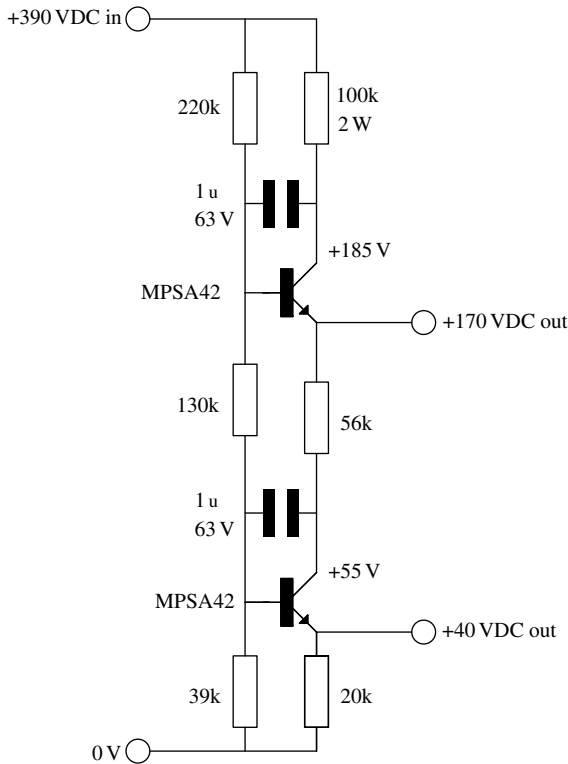 +390 VDC in
220k
100k
2 W
1 u
63 V
+185 V
MPSA42
+170 VDC out
130k
56k
1 u
63 V
+55 V
MPSA42
+40 VDC out
39k
20k
0 V